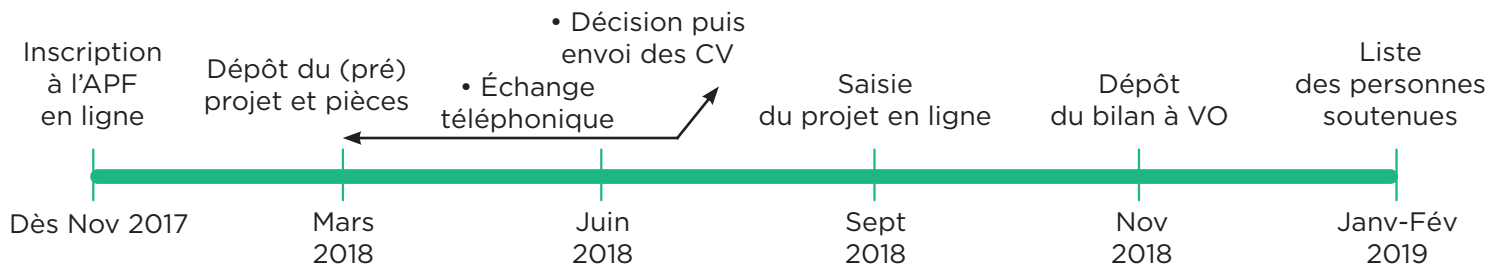 Inscription
à l'APF
en ligne
Dépôt du (pré)
projet et pièces
• Échange
téléphonique
• Décision puis
envoi des CV
Saisie
du projet en ligne
Dépôt
du bilan à VO
Liste
des personnes
soutenues
Dès Nov 2017
Mars
2018
Juin
2018
Sept
2018
Nov
2018
Janv-Fév
2019